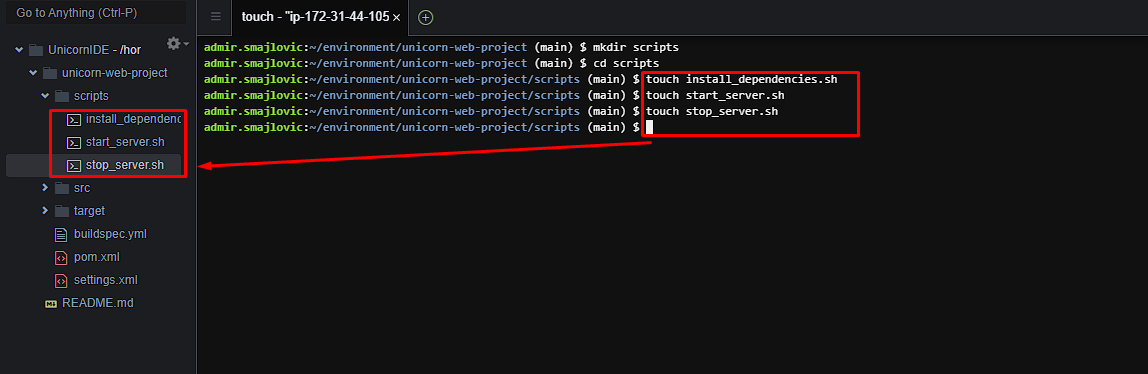 Go to Anything (Ctrl-P)
UnicornIDE - /hor
unicorn-web-project
scripts
install_dependenc
start_server.sh
stop_server.sh
src
target
buildspec.yml
pom.xml
settings.xml
README.md
touch - "ip-172-31-44-105 ×
admir.smajlovic:~/environment/unicorn-web-project (main) $ mkdir scripts
admir.smajlovic:~/environment/unicorn-web-project (main) $ cd scripts
admir.smajlovic:~/environment/unicorn-web-project/scripts (main) $ touch install_dependencies.sh
admir.smajlovic:~/environment/unicorn-web-project/scripts (main) $ touch start_server.sh
admir.smajlovic:~/environment/unicorn-web-project/scripts (main) $ touch stop_server.sh
admir.smajlovic:~/environment/unicorn-web-project/scripts (main) $